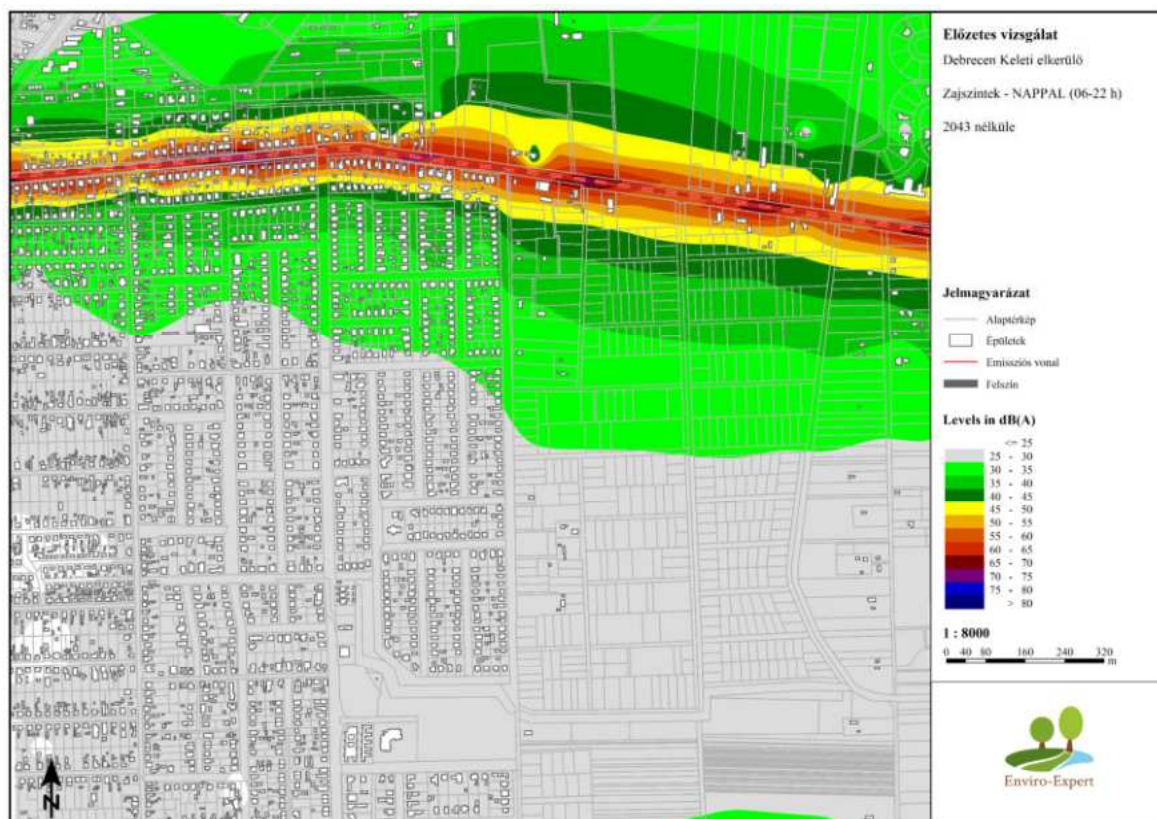 Előzetes vizsgálat
Debrecen Keleti elkerülő
Zajszintek - NAPPAL (06-22 h)
2043 nélküle
Jelmagyarázat
Alaptérkép
Épületek
Emissziós vonal
Felszín
Levels in dB(A)
<= 25
25 - 30
30 - 35
35 - 40
40 - 45
45 - 50
50 - 55
55 - 60
60 - 65
65 - 70
70 - 75
75 - 80
> 80
1 : 8000
0 40 80 160 240 320
m
Enviro-Expert
N